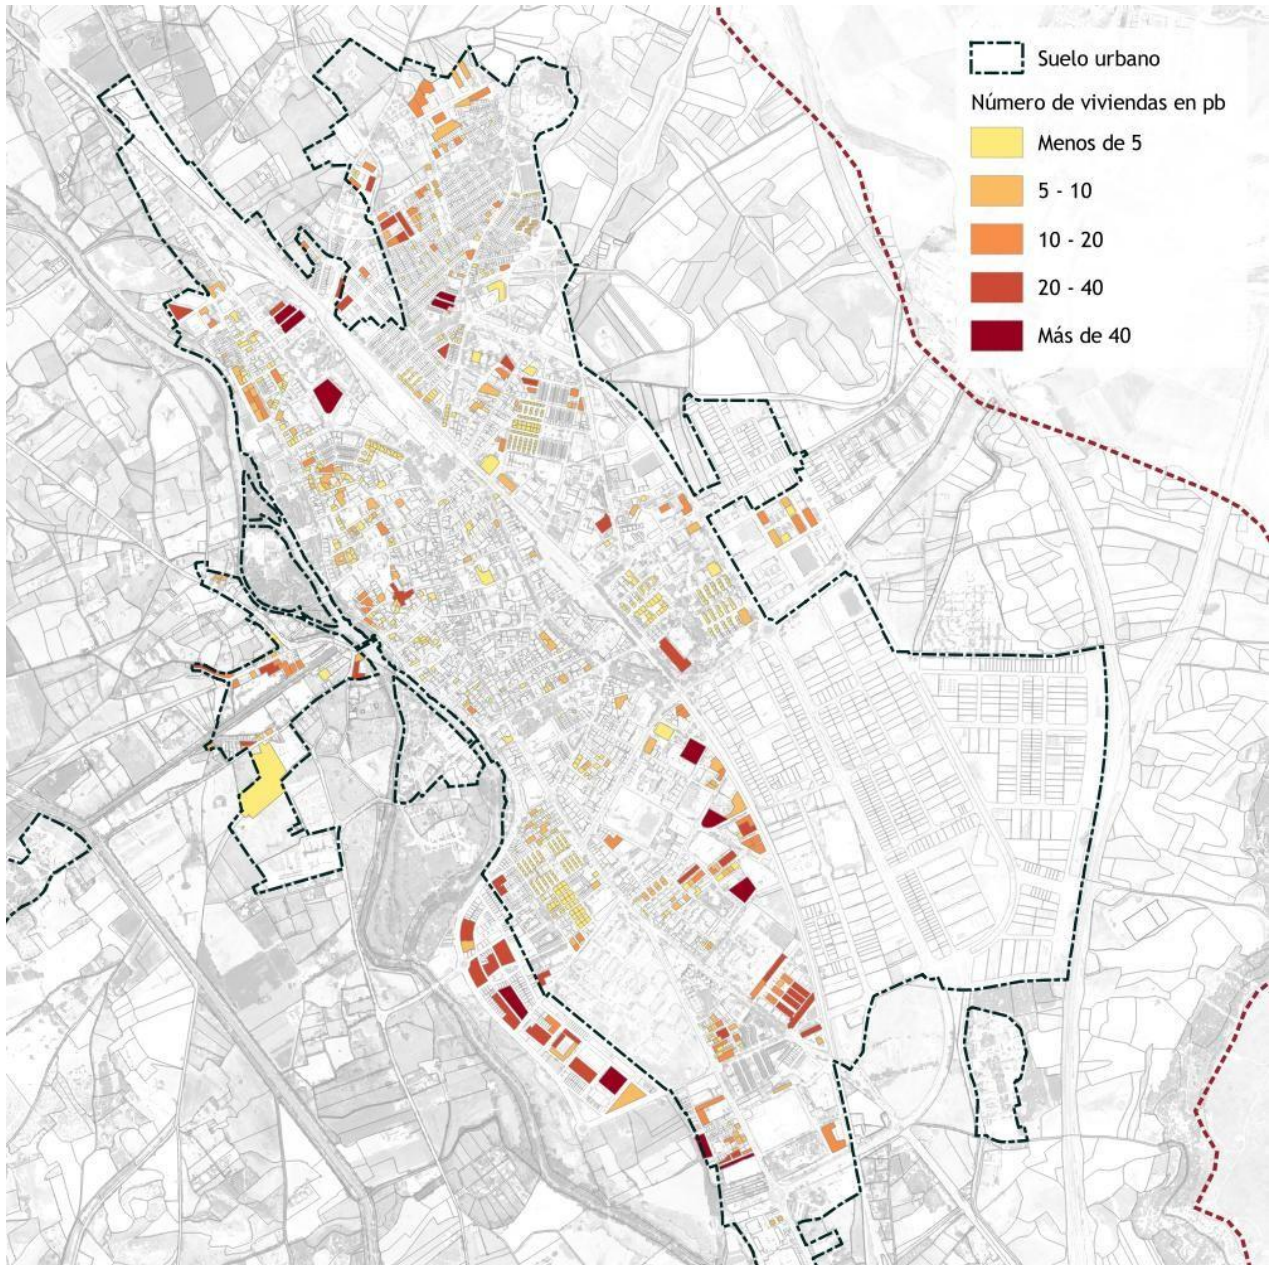 Suelo urbano
Número de viviendas en pb
Menos de 5
5 - 10
10 - 20
20 - 40
Más de 40